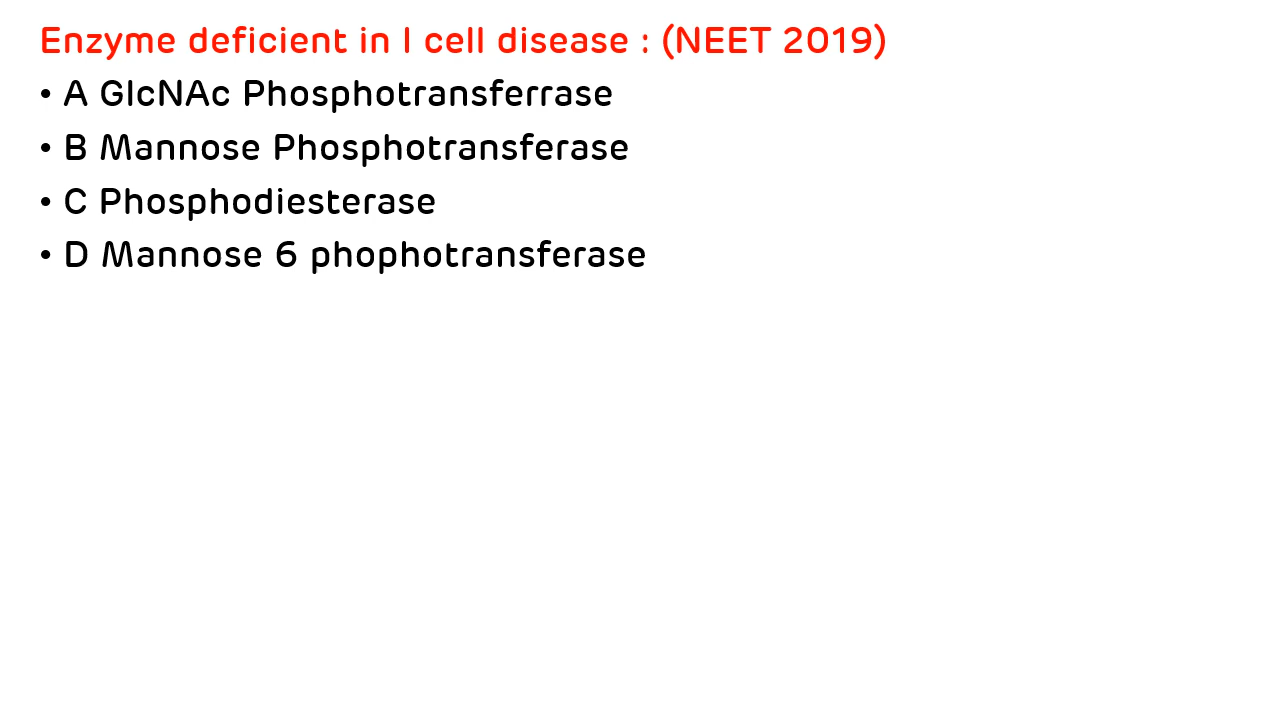 Enzyme deficient in I cell disease : (NEET 2019)
• A GlcNAc Phosphotransferrase
• B Mannose Phosphotransferase
• C Phosphodiesterase
• D Mannose 6 phophotransferase